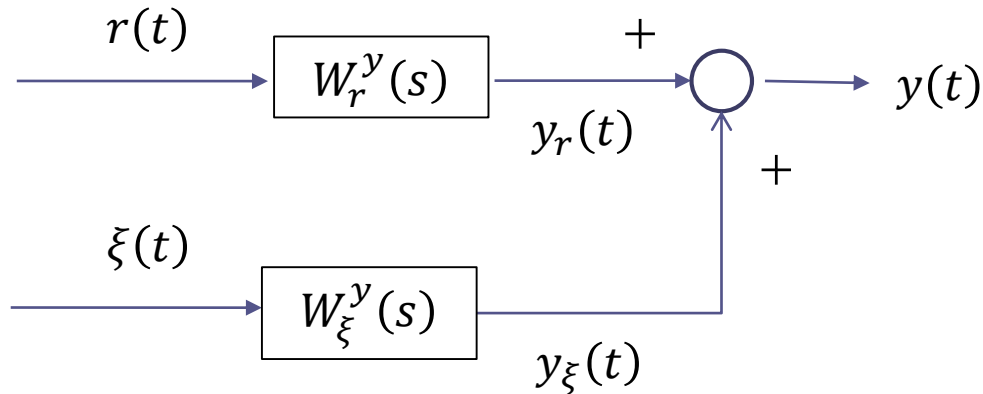 r(t)
+
W_r^y(s)
y(t)
y_r(t)
+
ξ(t)
W_ξ^y(s)
y_ξ(t)